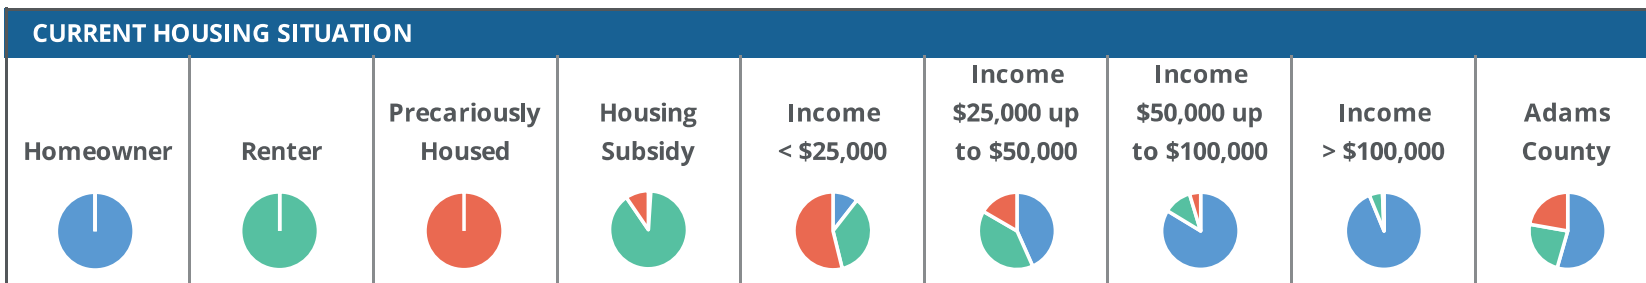 CURRENT HOUSING SITUATION
Homeowner
Renter
Precariously
Housed
Housing
Subsidy
Income
< $25,000
Income
$25,000 up
to $50,000
Income
$50,000 up
to $100,000
Income
> $100,000
Adams
County